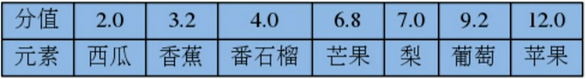 分值 2.0 3.2 4.0 6.8 7.0 9.2 12.0
元素 西瓜 香蕉 番石榴 芒果 梨 葡萄 苹果